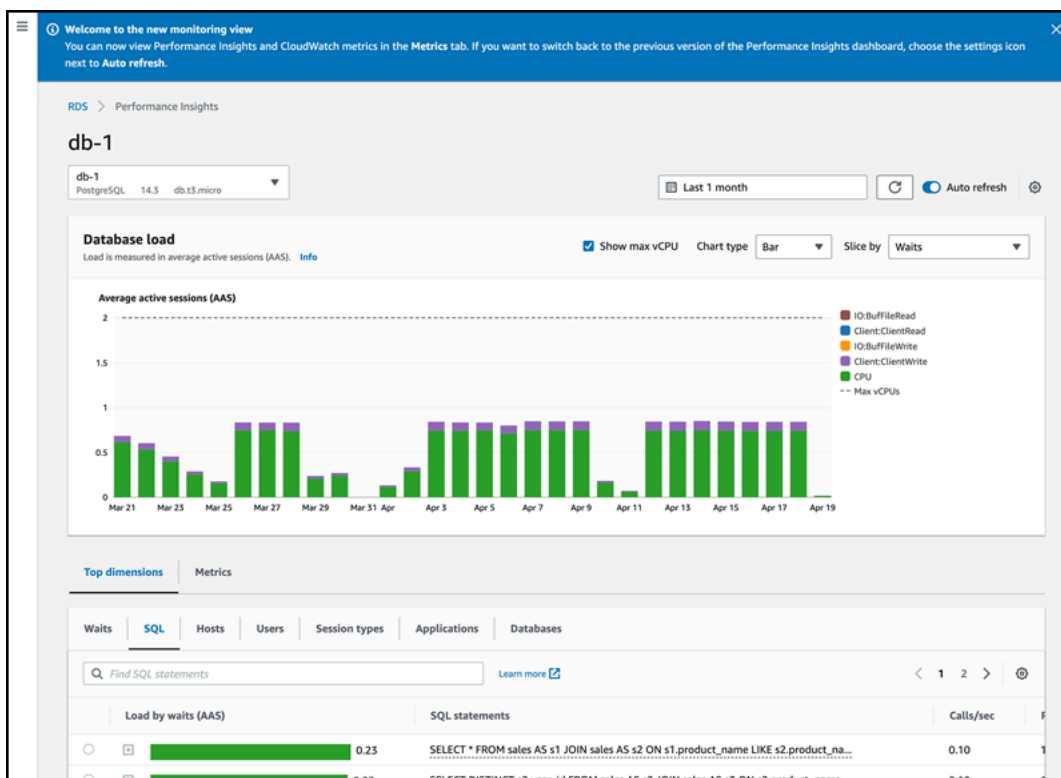 Welcome to the new monitoring view
You can now view Performance Insights and CloudWatch metrics in the Metrics tab. If you want to switch back to the previous version of the Performance Insights dashboard, choose the settings icon
next to Auto refresh.
RDS > Performance Insights
db-1
db-1
PostgreSQL 14.3 db.t3.micro
Last 1 month
Auto refresh
Database load
Load is measured in average active sessions (AAS). Info
Show max vCPU
Chart type
Bar
Slice by
Waits
Average active sessions (AAS)
2
1.5
1
0.5
0
Mar 21 Mar 23 Mar 25 Mar 27 Mar 29 Mar 31 Apr Apr 3 Apr 5 Apr 7 Apr 9 Apr 11 Apr 13 Apr 15 Apr 17 Apr 19
IO:BufFileRead
Client:ClientRead
IO:BufFileWrite
Client:ClientWrite
CPU
Max vCPUs
Top dimensions Metrics
Waits SQL Hosts Users Session types Applications Databases
Find SQL statements
Learn more
1 2
Load by waits (AAS) SQL statements Calls/sec
0.23 SELECT * FROM sales AS s1 JOIN sales AS s2 ON s1.product_name LIKE s2.product_na... 0.10